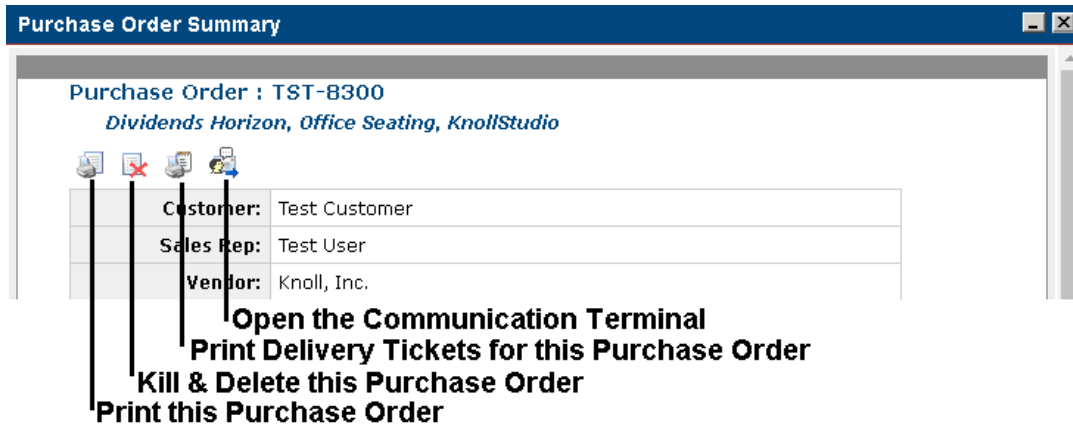 Purchase Order Summary
Purchase Order : TST-8300
Dividends Horizon, Office Seating, KnollStudio
Customer: Test Customer
Sales Rep: Test User
Vendor: Knoll, Inc.
Open the Communication Terminal
Print Delivery Tickets for this Purchase Order
Kill & Delete this Purchase Order
Print this Purchase Order